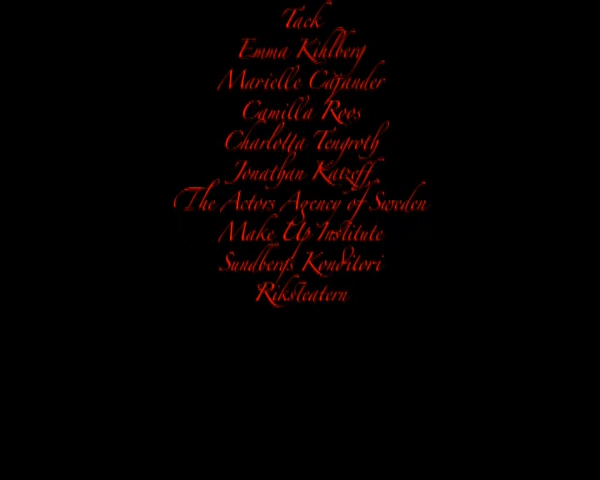 Tack
Emma Kihlberg
Marielle Cajander
Camilla Roos
Charlotta Tengroth
Jonathan Katzeff
The Actors Agency of Sweden
Make Up Institute
Sundbergs Konditori
Riksteatern